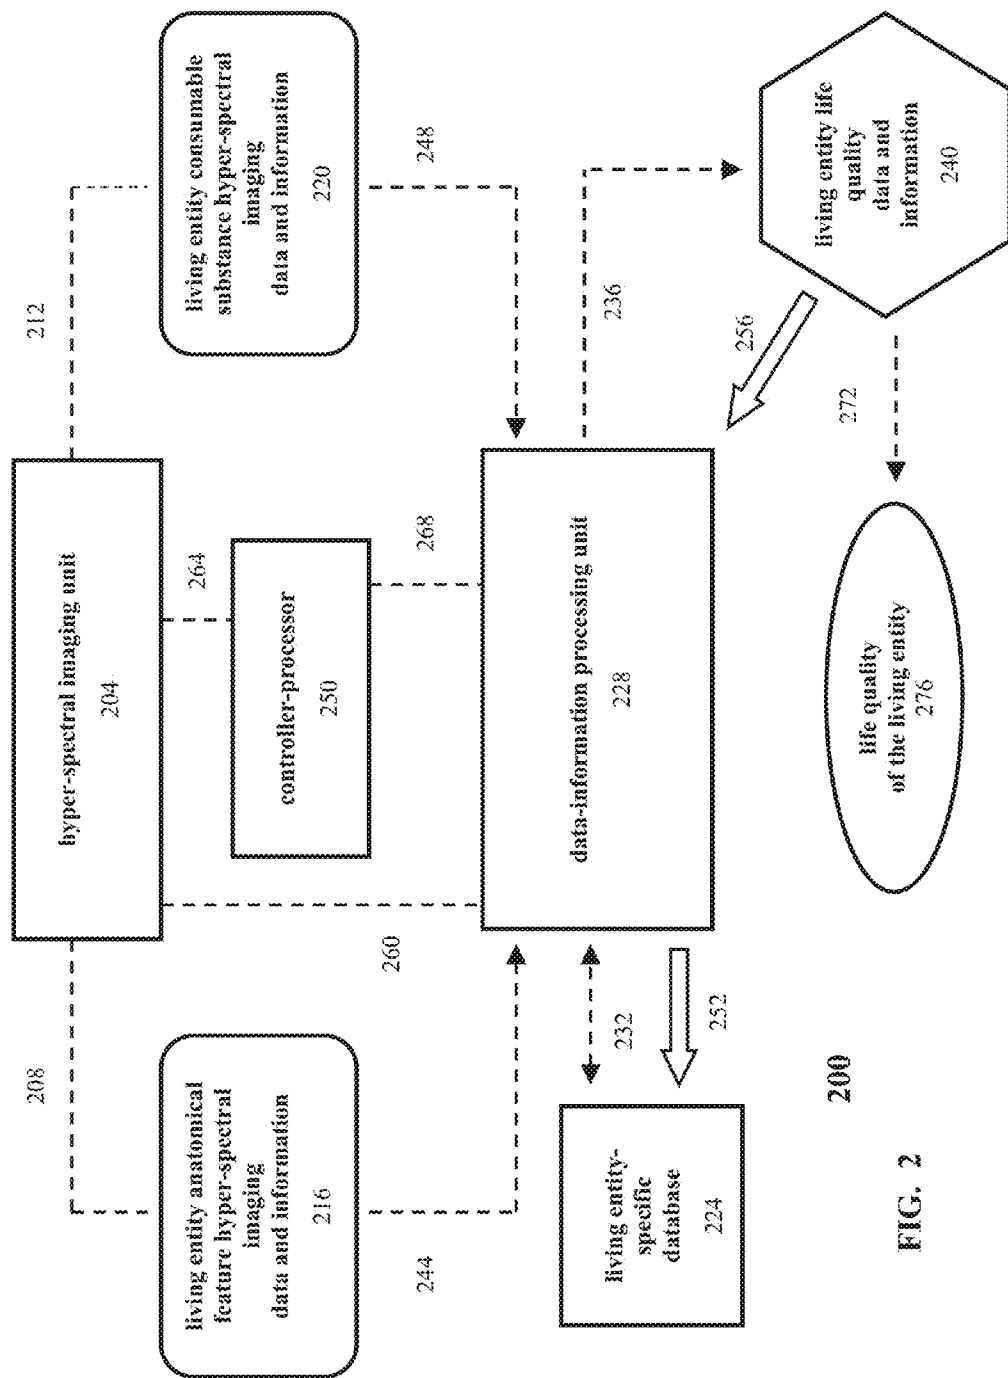 208
hyper-spectral imaging unit
204
212
living entity anatomical
feature hyper-spectral
imaging
data and information
216
260
controller-processor
250
264
living entity consumable
substance hyper-spectral
imaging
data and information
220
244
268
248
living entity-
specific
database
224
232
252
data-information processing unit
228
236
256
living entity life
quality
data and
information
240
200
life quality
of the living entity
276
272
FIG. 2